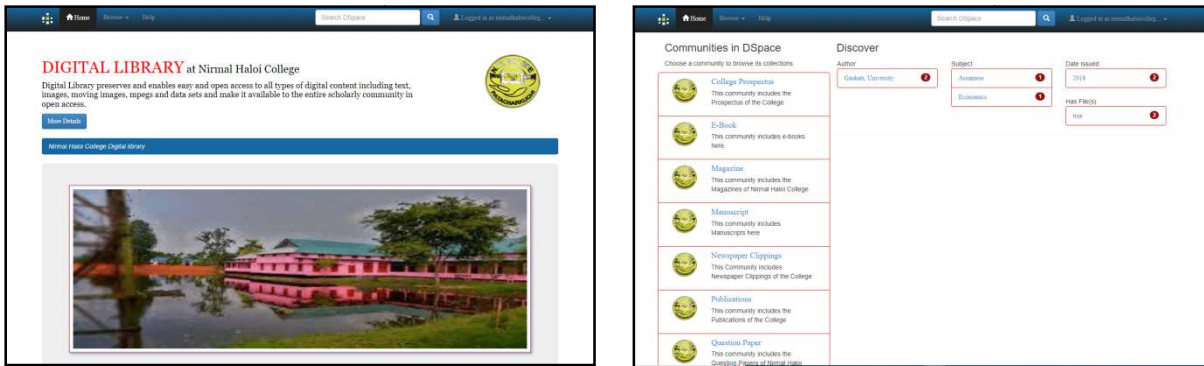 Home Browse Help Search DSpace
DIGITAL LIBRARY at Nirmal Haloi College
Digital Library preserves and enables easy and open access to all types of digital content including text,
images, moving images, mpegs and data sets and make it available to the entire scholarly community in
open access.
More Details
Nirmal Haloi College Digital library
Home Browse Help Search DSpace
Communities in DSpace
Choose a community to browse its collections
College Prospectus
This community includes the
Prospectus of the College
E-Book
This community includes e-books
here.
Magazine
This community includes the
Magazines of Nirmal Haloi College
Manuscript
This community includes
Manuscripts here
Newspaper Clippings
This Community includes
Newspaper Clippings of the College
Publications
This community includes the
Publications of the College
Question Paper
This community includes the
Question Papers of Nirmal Haloi
Discover
Author
Gauhati, University 2
Subject
Assamese 1
Economics 1
Date issued
2018 2
Has File(s)
true 2